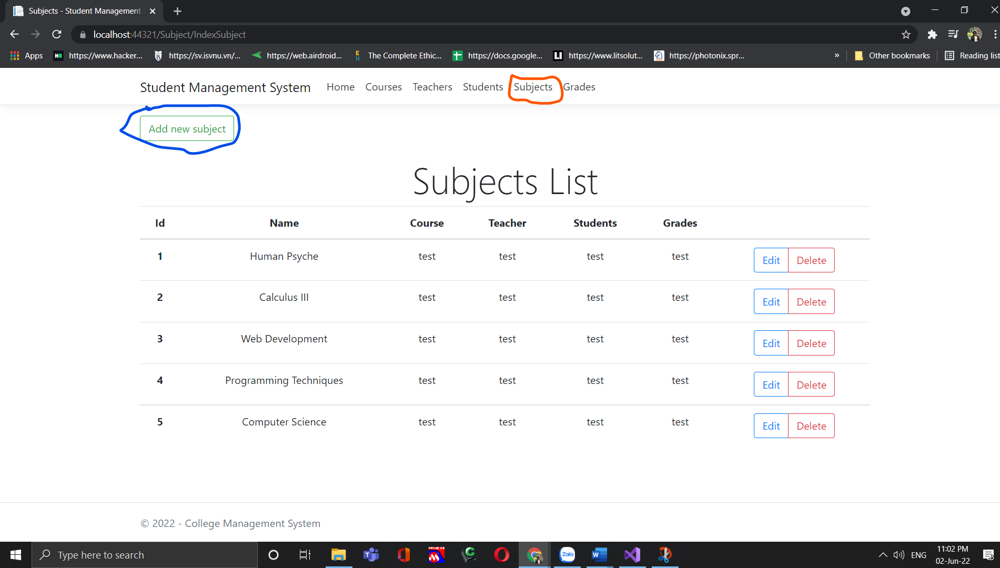 Subjects - Student Management
localhost:44321/Subject/IndexSubject
Apps https://www.hacker... https://sv.isvnu.vn/... https://web.airdroid... The Complete Ethic... https://docs.google... https://www.litsolut... https://photonix.spr... » Other bookmarks Reading list
Student Management System Home Courses Teachers Students Subjects Grades
Add new subject
Subjects List
Id Name Course Teacher Students Grades
1 Human Psyche test test test test Edit Delete
2 Calculus III test test test test Edit Delete
3 Web Development test test test test Edit Delete
4 Programming Techniques test test test test Edit Delete
5 Computer Science test test test test Edit Delete
© 2022 - College Management System
Type here to search Zalo ENG 11:02 PM
02-Jun-22